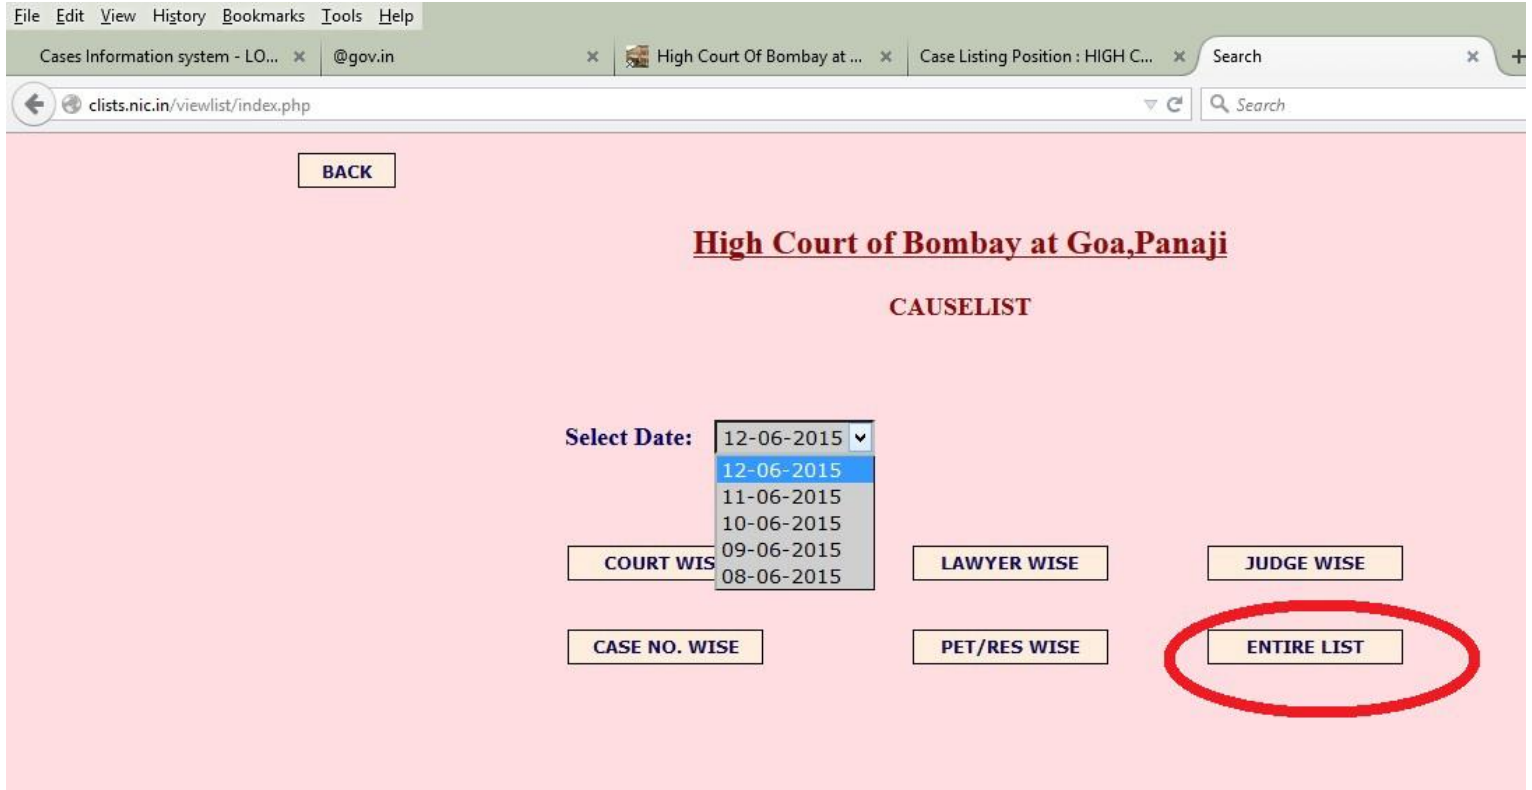 File Edit View History Bookmarks Tools Help
Cases Information system - LO... × @gov.in × High Court Of Bombay at ... × Case Listing Position : HIGH C... × Search × +
clists.nic.in/viewlist/index.php Search
BACK
High Court of Bombay at Goa,Panaji
CAUSELIST
Select Date: 12-06-2015
12-06-2015
11-06-2015
10-06-2015
09-06-2015
08-06-2015
COURT WIS LAWYER WISE JUDGE WISE
CASE NO. WISE PET/RES WISE ENTIRE LIST